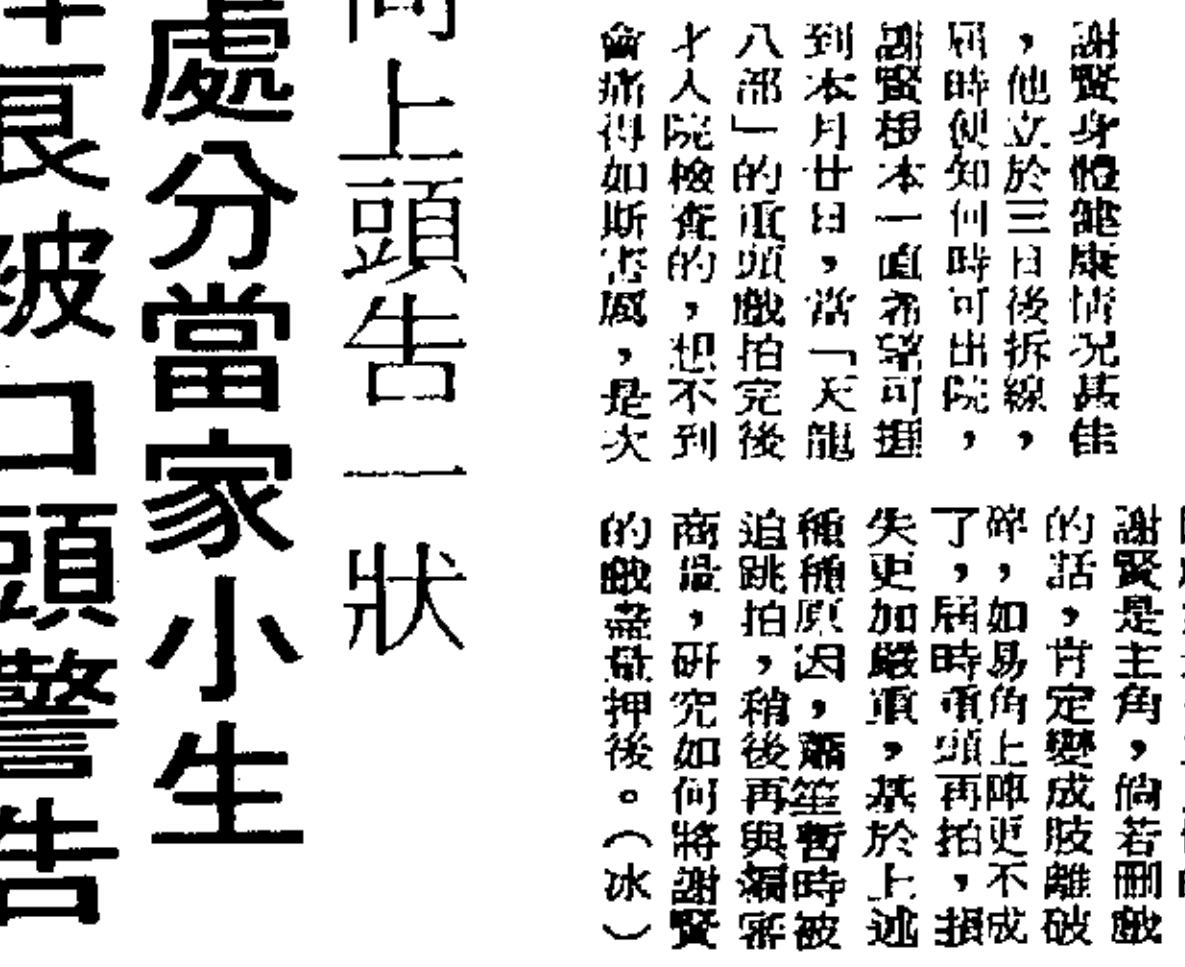 謝賢身體健康情況甚佳
，他立於三日後拆線，
屆時便知何時可出院，
謝賢根本一直希望可捱
到本月廿日，當「天龍
八部」的重頭戲拍完後
才入院檢查的，想不到
會痛得如斯害厲，是次
謝賢是主角，倘若刪戲
的話，肯定變成肢離破
碎，如易角上陣更不成
了，屆時重頭再拍，損
失更加嚴重，基於上述
種種原因，蕭笙暫時被
迫跳拍，稍後再與編審
商量，研究如何將謝賢
的戲盡量押後。（冰）
向上頭告一狀
處分當家小生
良被口頭警告